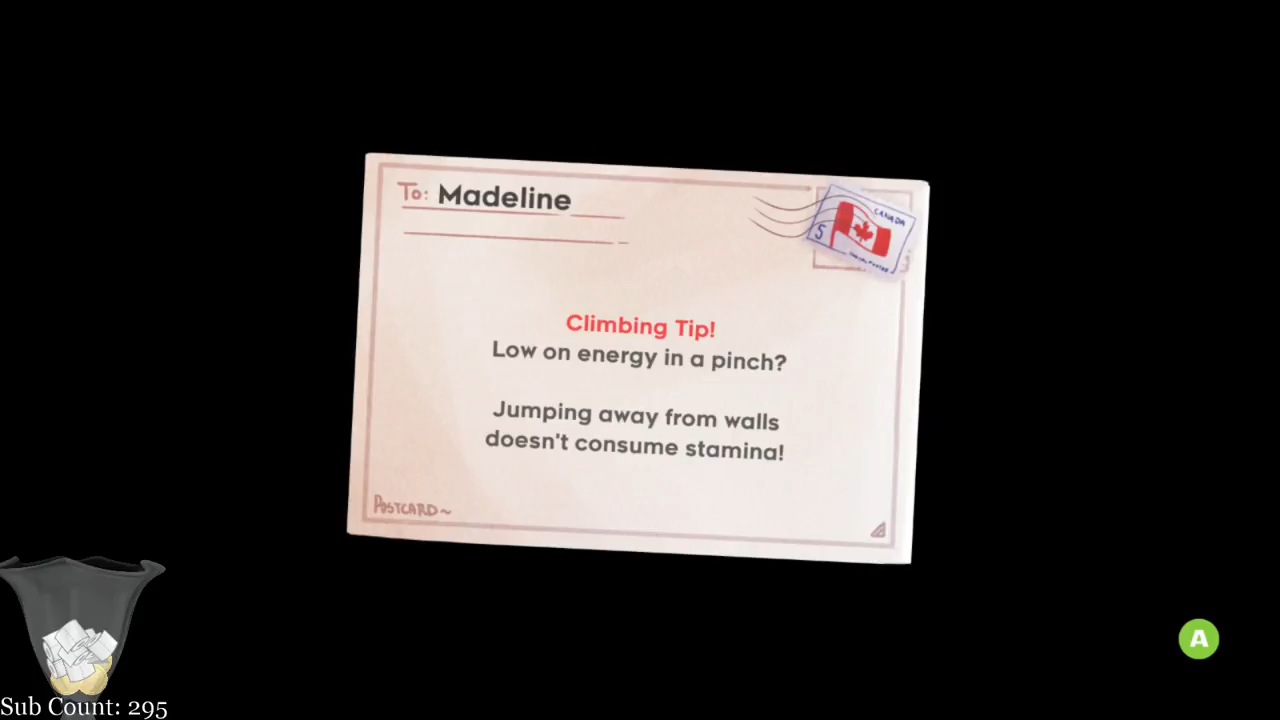 To: Madeline
CANADA
5
Climbing Tip!
Low on energy in a pinch?
Jumping away from walls
doesn't consume stamina!
POSTCARD~
A
Sub Count: 295